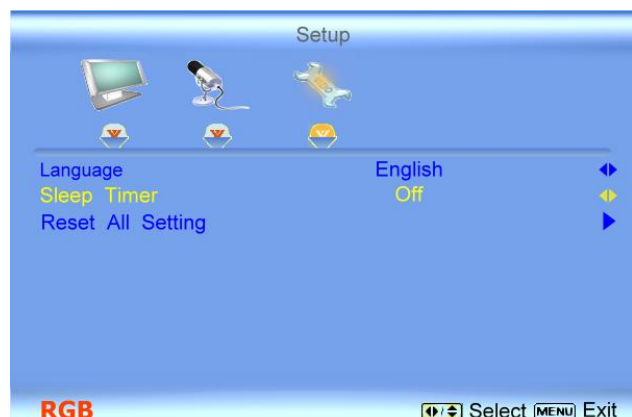 Setup
Language English
Sleep Timer Off
Reset All Setting
RGB Select MENU Exit